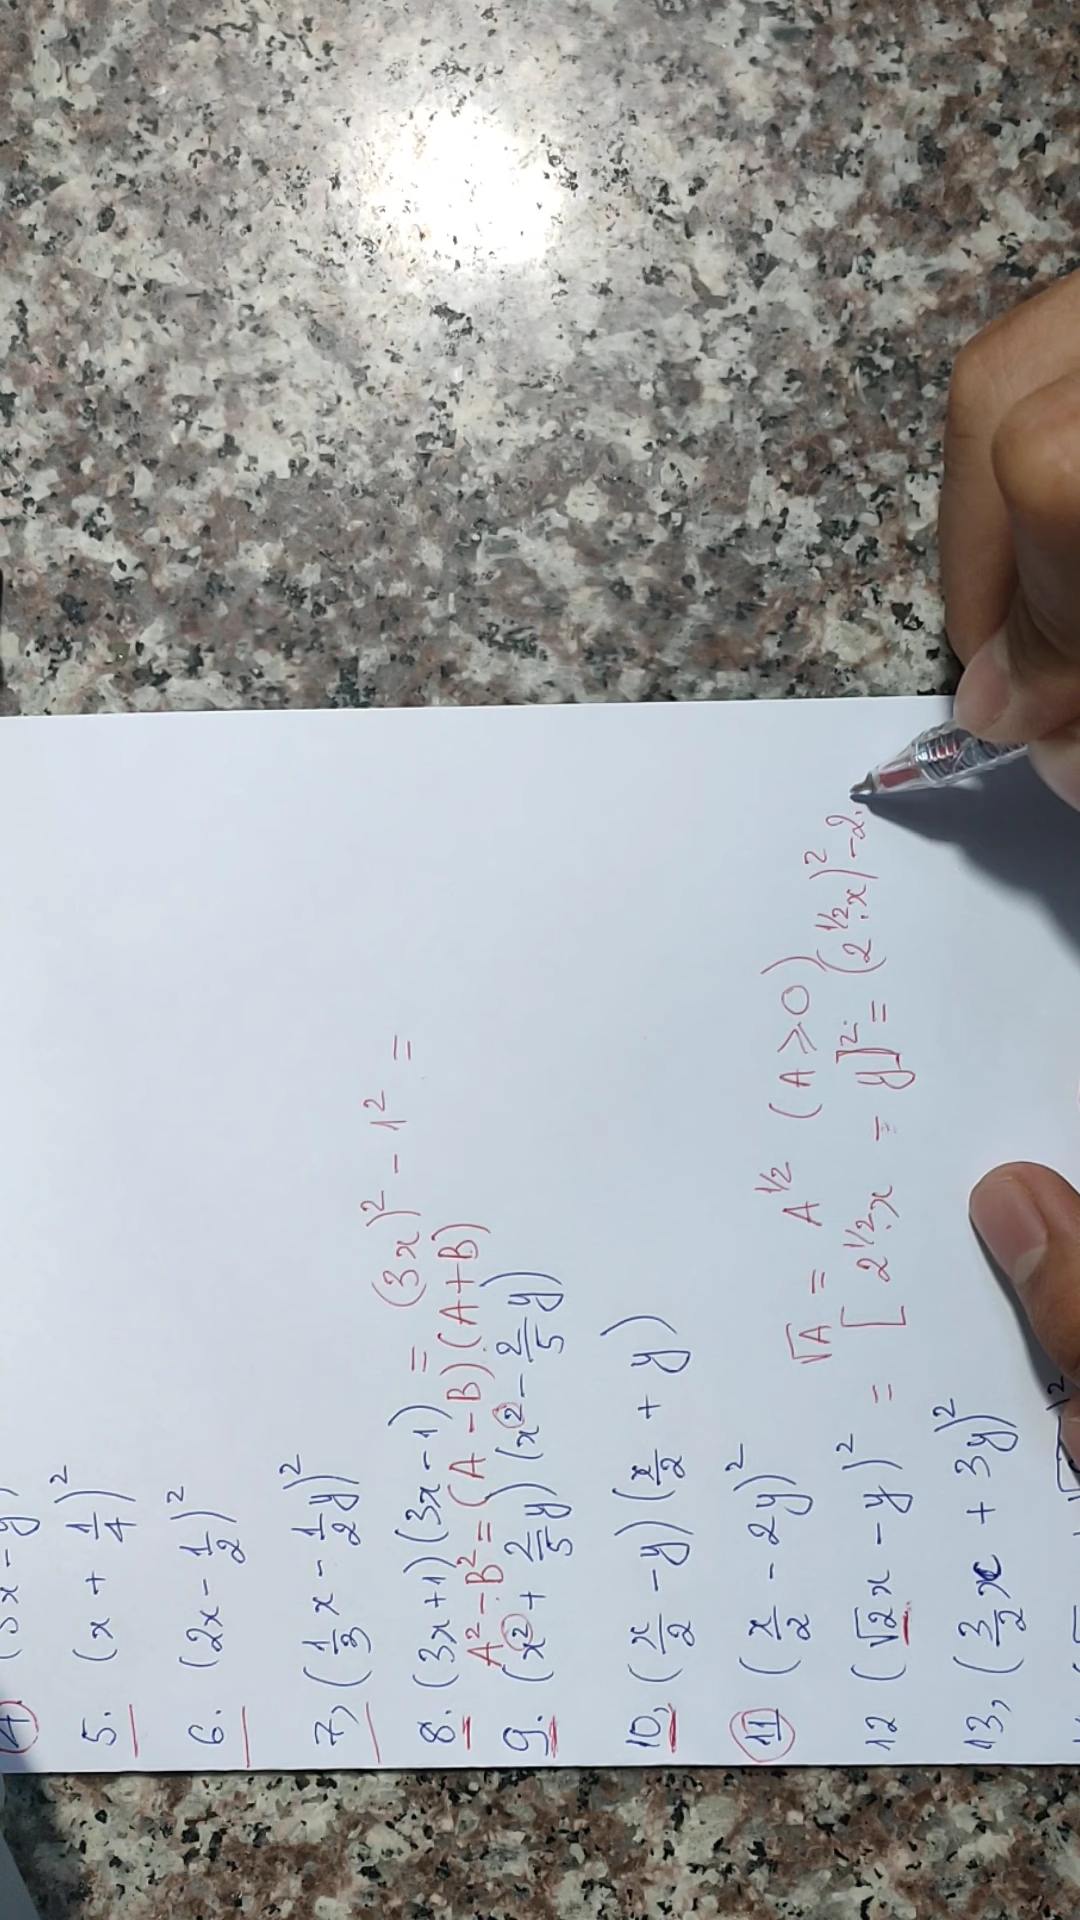 5. (x + 1/4)²
6. (2x - 1/2)²
7, (1/3 x - 1/2 y)²
8. (3x+1)(3x-1) = (3x)² - 1² =
A² - B² = (A - B)(A+B)
9. (x² + 2/5 y)(x² - 2/5 y)
10, (x/2 - y)(x/2 + y)
11 (x/2 - 2y)²
√A = A^1/2 (A ⩾ 0)
12 (√2x - y)² = [2^1/2.x = y]² = (2^1/2.x)² - 2.
13, (3/2 x + 3y)²